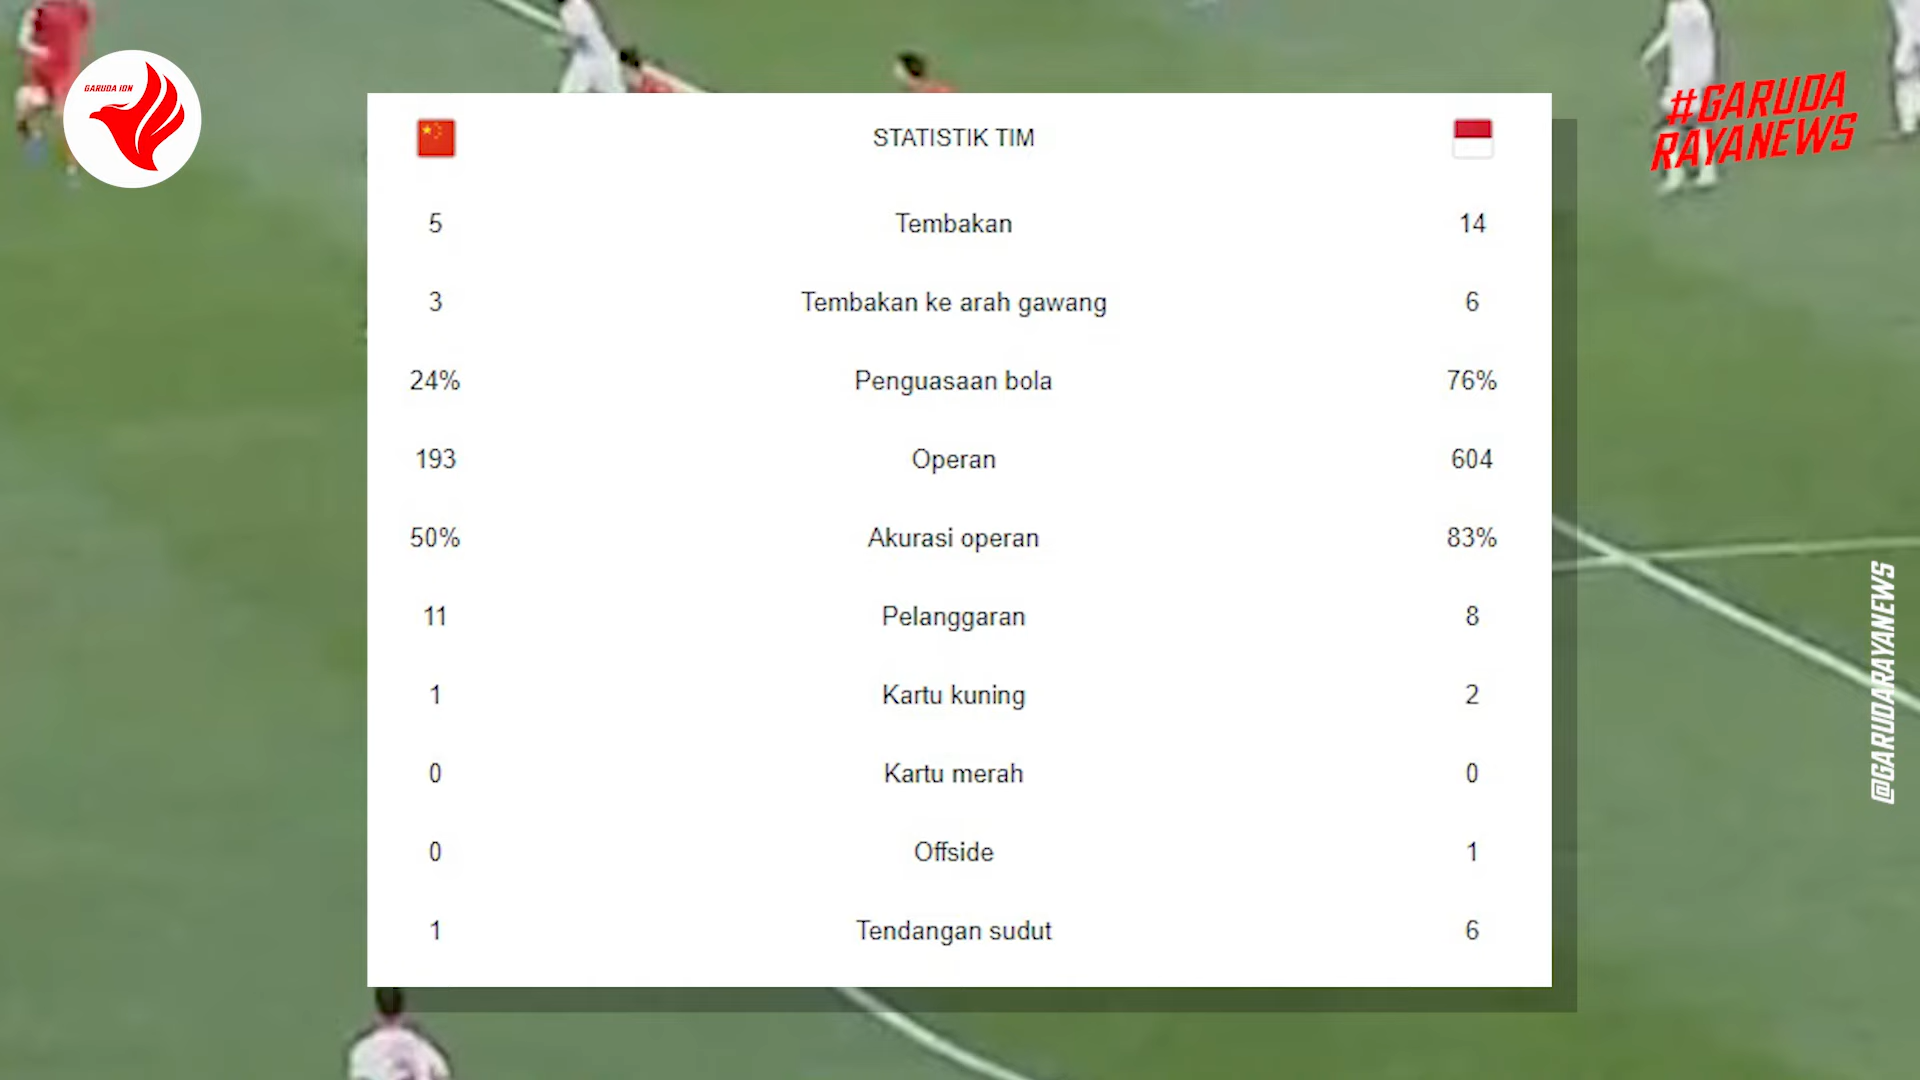 GARUDA IDN
#GARUDA
RAYANEWS
STATISTIK TIM
5 Tembakan 14
3 Tembakan ke arah gawang 6
24% Penguasaan bola 76%
193 Operan 604
50% Akurasi operan 83%
11 Pelanggaran 8
1 Kartu kuning 2
0 Kartu merah 0
0 Offside 1
1 Tendangan sudut 6
@GARUDARAYANEWS